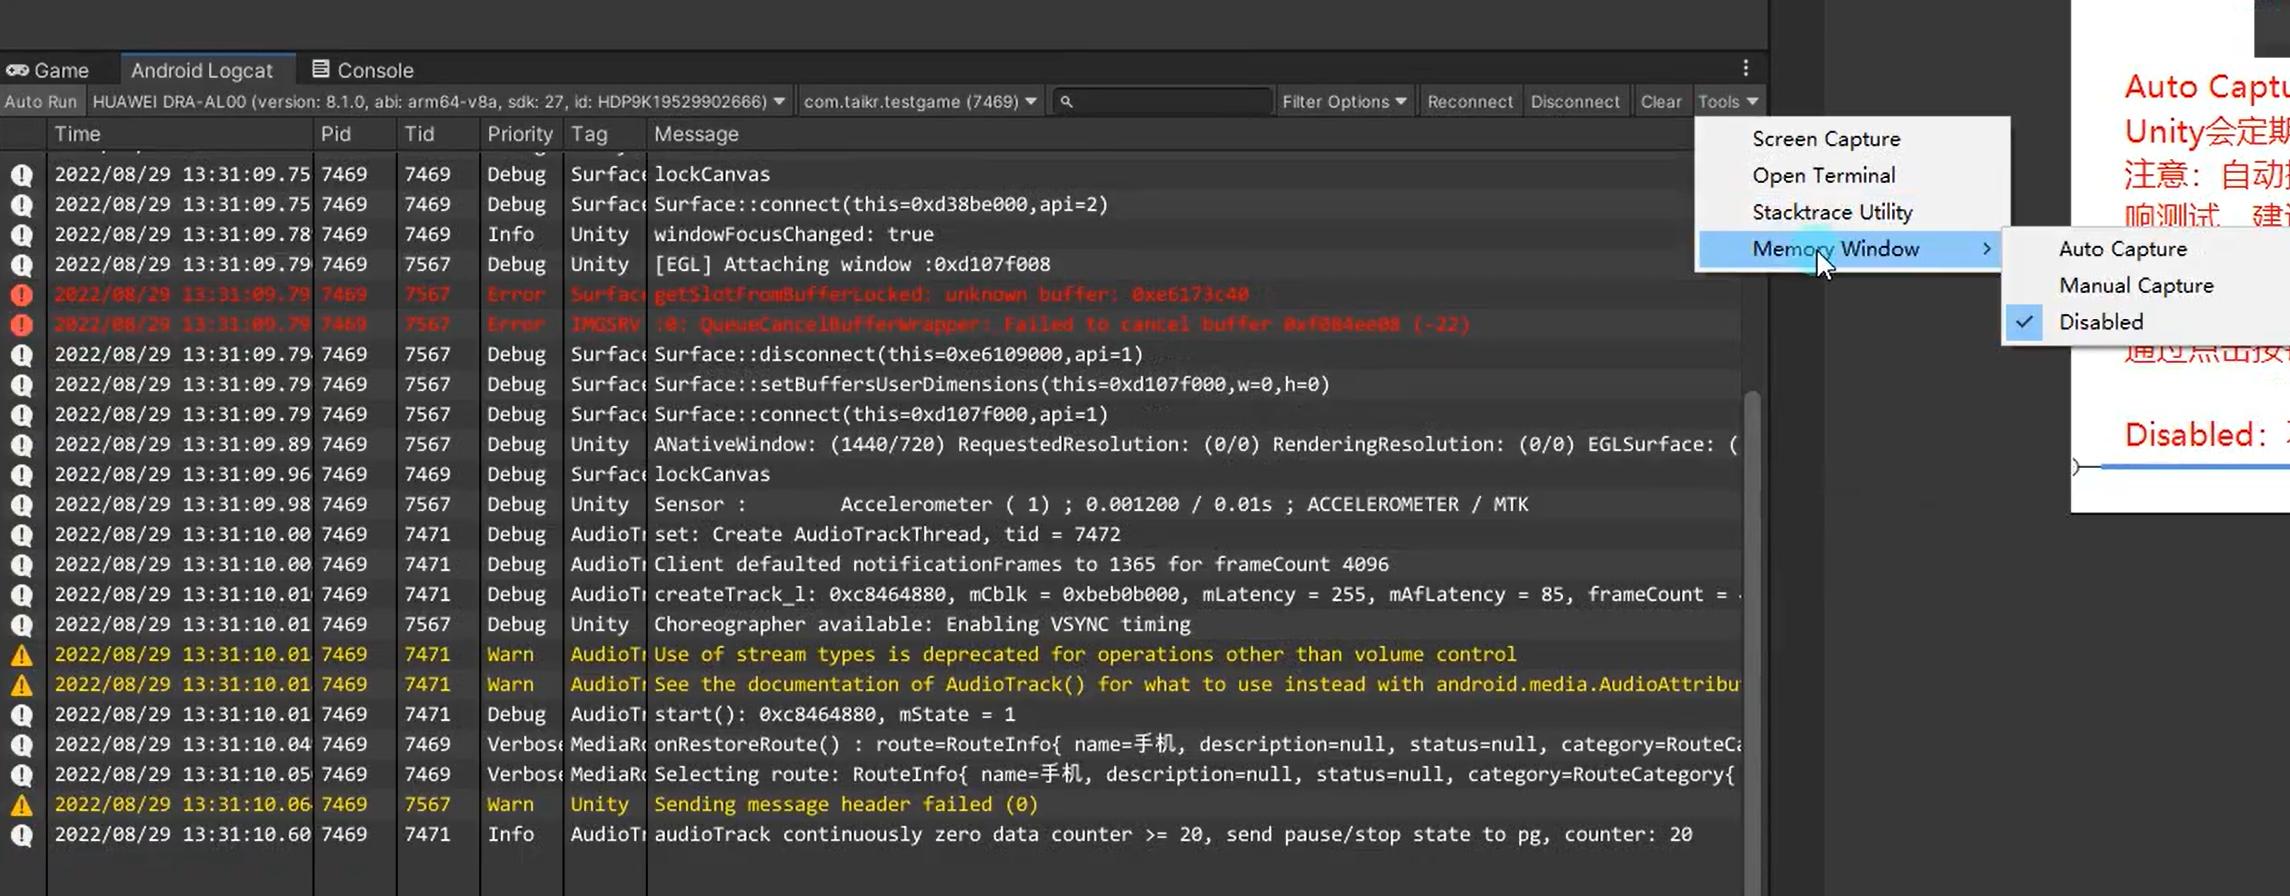 Game Android Logcat Console
Auto Run HUAWEI DRA-AL00 (version: 8.1.0, abi: arm64-v8a, sdk: 27, id: HDP9K19529902666) com.taikr.testgame (7469) Filter Options Reconnect Disconnect Clear Tools
Time Pid Tid Priority Tag Message
2022/08/29 13:31:09.75 7469 7469 Debug Surface lockCanvas
2022/08/29 13:31:09.75 7469 7469 Debug Surface Surface::connect(this=0xd38be000,api=2)
2022/08/29 13:31:09.78 7469 7469 Info Unity windowFocusChanged: true
2022/08/29 13:31:09.79 7469 7567 Debug Unity [EGL] Attaching window :0xd107f008
2022/08/29 13:31:09.79 7469 7567 Error Surface getSlotFromBufferLocked: unknown buffer: 0xe6173c40
2022/08/29 13:31:09.79 7469 7567 Error IMGSRV :0: QueueCancelBufferWrapper: Failed to cancel buffer 0xf084ee08 (-22)
2022/08/29 13:31:09.79 7469 7567 Debug Surface Surface::disconnect(this=0xe6109000,api=1)
2022/08/29 13:31:09.79 7469 7567 Debug Surface Surface::setBuffersUserDimensions(this=0xd107f000,w=0,h=0)
2022/08/29 13:31:09.79 7469 7567 Debug Surface Surface::connect(this=0xd107f000,api=1)
2022/08/29 13:31:09.89 7469 7567 Debug Unity ANativeWindow: (1440/720) RequestedResolution: (0/0) RenderingResolution: (0/0) EGLSurface: (
2022/08/29 13:31:09.96 7469 7469 Debug Surface lockCanvas
2022/08/29 13:31:09.98 7469 7567 Debug Unity Sensor : Accelerometer ( 1) ; 0.001200 / 0.01s ; ACCELEROMETER / MTK
2022/08/29 13:31:10.00 7469 7471 Debug AudioTr set: Create AudioTrackThread, tid = 7472
2022/08/29 13:31:10.00 7469 7471 Debug AudioTr Client defaulted notificationFrames to 1365 for frameCount 4096
2022/08/29 13:31:10.01 7469 7471 Debug AudioTr createTrack_l: 0xc8464880, mCblk = 0xbeb0b000, mLatency = 255, mAfLatency = 85, frameCount =
2022/08/29 13:31:10.01 7469 7567 Debug Unity Choreographer available: Enabling VSYNC timing
2022/08/29 13:31:10.01 7469 7471 Warn AudioTr Use of stream types is deprecated for operations other than volume control
2022/08/29 13:31:10.01 7469 7471 Warn AudioTr See the documentation of AudioTrack() for what to use instead with android.media.AudioAttribu
2022/08/29 13:31:10.01 7469 7471 Debug AudioTr start(): 0xc8464880, mState = 1
2022/08/29 13:31:10.04 7469 7469 Verbose MediaRo onRestoreRoute() : route=RouteInfo{ name=手机, description=null, status=null, category=RouteCa
2022/08/29 13:31:10.05 7469 7469 Verbose MediaRo Selecting route: RouteInfo{ name=手机, description=null, status=null, category=RouteCategory{
2022/08/29 13:31:10.06 7469 7567 Warn Unity Sending message header failed (0)
2022/08/29 13:31:10.60 7469 7471 Info AudioTr audioTrack continuously zero data counter >= 20, send pause/stop state to pg, counter: 20
Screen Capture
Open Terminal
Stacktrace Utility
Memory Window
Auto Capture
Manual Capture
Disabled
Auto Captu
Unity会定期
注意：自动
响测试，建
通过点击按
Disabled：